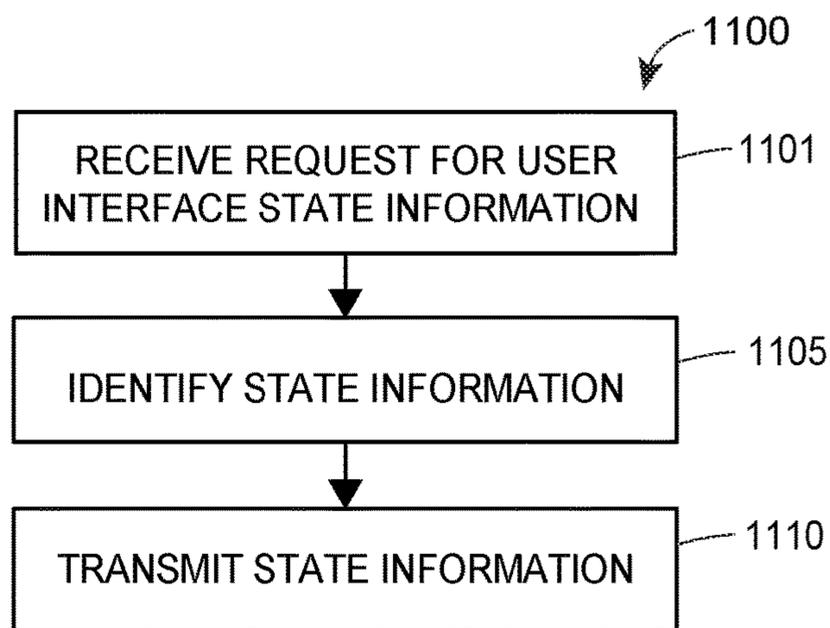 1100
RECEIVE REQUEST FOR USER
INTERFACE STATE INFORMATION
1101
IDENTIFY STATE INFORMATION
1105
TRANSMIT STATE INFORMATION
1110